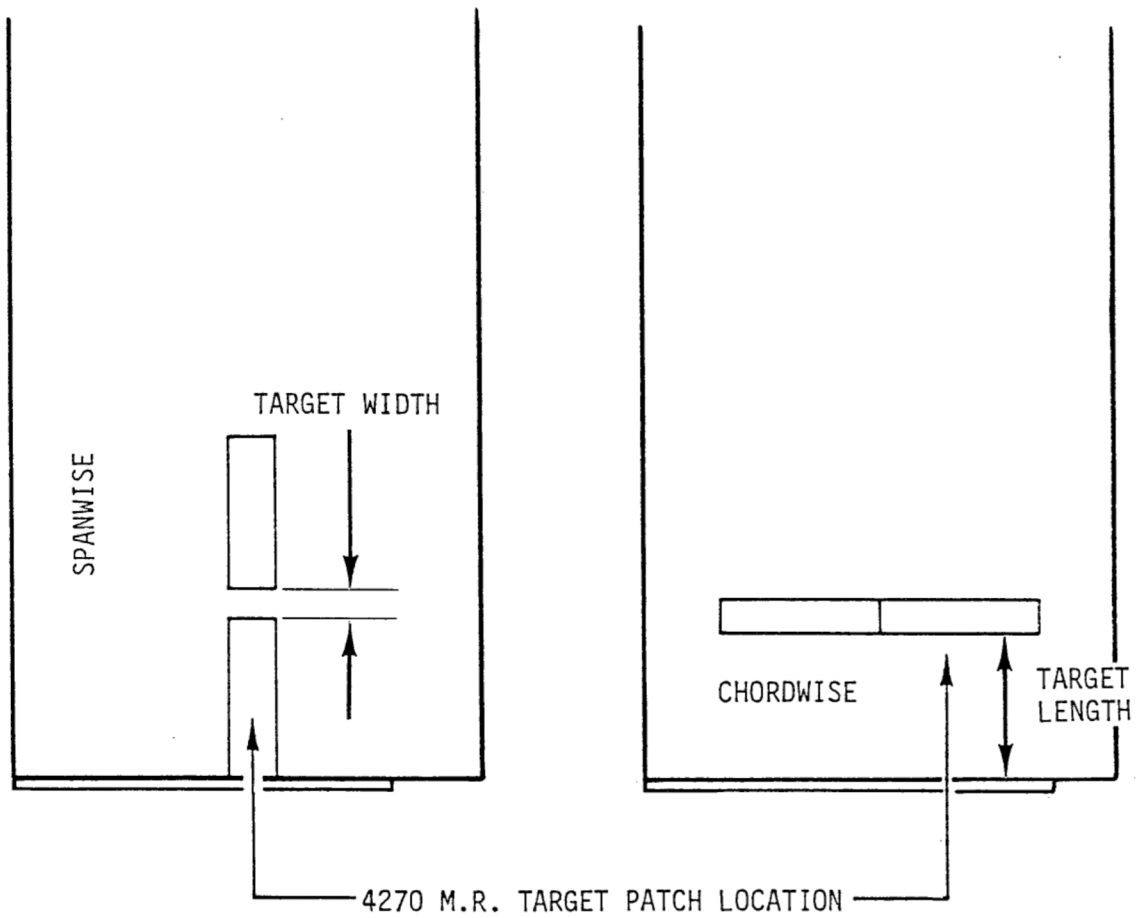 TARGET WIDTH
SPANWISE
CHORDWISE
TARGET
LENGTH
4270 M.R. TARGET PATCH LOCATION